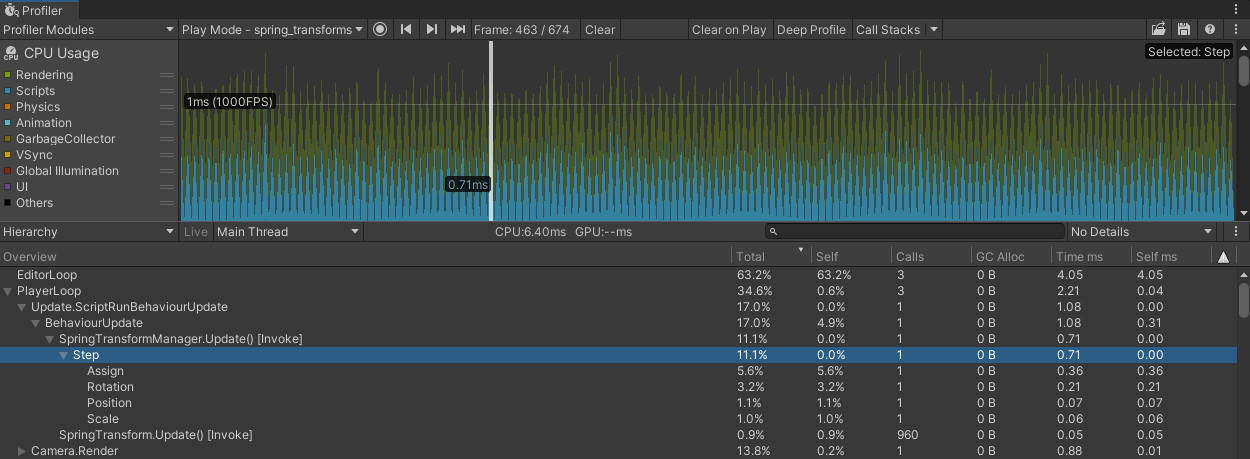 Profiler
Profiler Modules Play Mode - spring_transforms Frame: 463 / 674 Clear Clear on Play Deep Profile Call Stacks
CPU CPU Usage Selected: Step
Rendering
Scripts
1ms (1000FPS)
Physics
Animation
GarbageCollector
VSync
Global Illumination
0.71ms
UI
Others
Hierarchy Live Main Thread CPU:6.40ms GPU:--ms No Details
Overview Total Self Calls GC Alloc Time ms Self ms
EditorLoop 63.2% 63.2% 3 0 B 4.05 4.05
PlayerLoop 34.6% 0.6% 3 0 B 2.21 0.04
Update.ScriptRunBehaviourUpdate 17.0% 0.0% 1 0 B 1.08 0.00
BehaviourUpdate 17.0% 4.9% 1 0 B 1.08 0.31
SpringTransformManager.Update() [Invoke] 11.1% 0.0% 1 0 B 0.71 0.00
Step 11.1% 0.0% 1 0 B 0.71 0.00
Assign 5.6% 5.6% 1 0 B 0.36 0.36
Rotation 3.2% 3.2% 1 0 B 0.21 0.21
Position 1.1% 1.1% 1 0 B 0.07 0.07
Scale 1.0% 1.0% 1 0 B 0.06 0.06
SpringTransform.Update() [Invoke] 0.9% 0.9% 960 0 B 0.05 0.05
Camera.Render 13.8% 0.2% 1 0 B 0.88 0.01